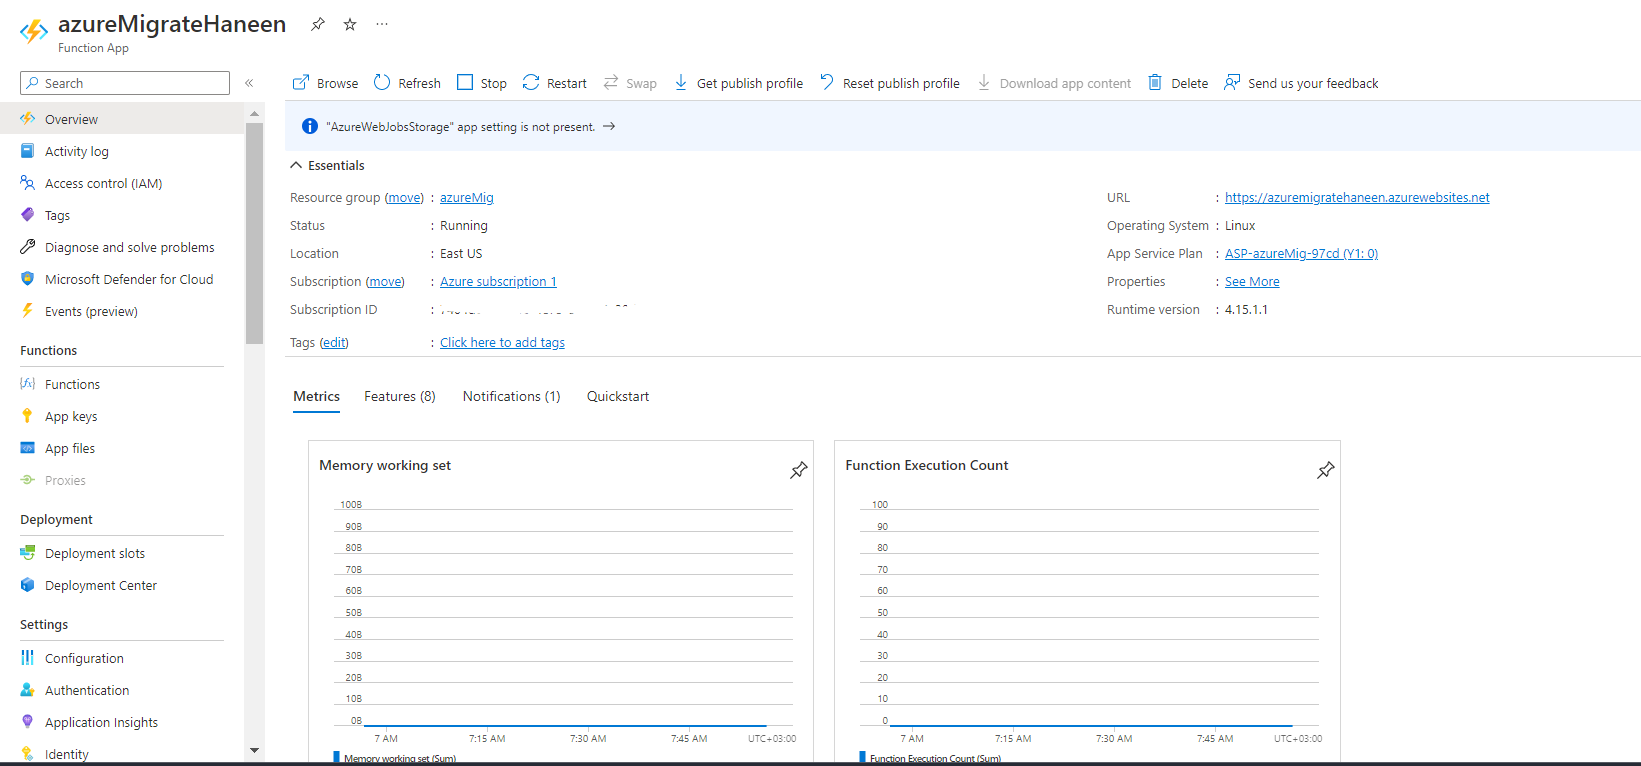 azureMigrateHaneen
Function App
Search
«
Browse Refresh Stop Restart Swap Get publish profile Reset publish profile Download app content Delete Send us your feedback
"AzureWebJobsStorage" app setting is not present. →
Overview
Activity log
Access control (IAM)
Tags
Diagnose and solve problems
Microsoft Defender for Cloud
Events (preview)
Functions
Functions
App keys
App files
Proxies
Deployment
Deployment slots
Deployment Center
Settings
Configuration
Authentication
Application Insights
Identity
Essentials
Resource group (move) : azureMig
Status : Running
Location : East US
Subscription (move) : Azure subscription 1
Subscription ID :
Tags (edit) : Click here to add tags
URL : https://azuremigratehaneen.azurewebsites.net
Operating System : Linux
App Service Plan : ASP-azureMig-97cd (Y1: 0)
Properties : See More
Runtime version : 4.15.1.1
Metrics Features (8) Notifications (1) Quickstart
Memory working set
100B
90B
80B
70B
60B
50B
40B
30B
20B
10B
0B
7 AM 7:15 AM 7:30 AM 7:45 AM UTC+03:00
Memory working set (Sum)
Function Execution Count
100
90
80
70
60
50
40
30
20
10
0
7 AM 7:15 AM 7:30 AM 7:45 AM UTC+03:00
Function Execution Count (Sum)